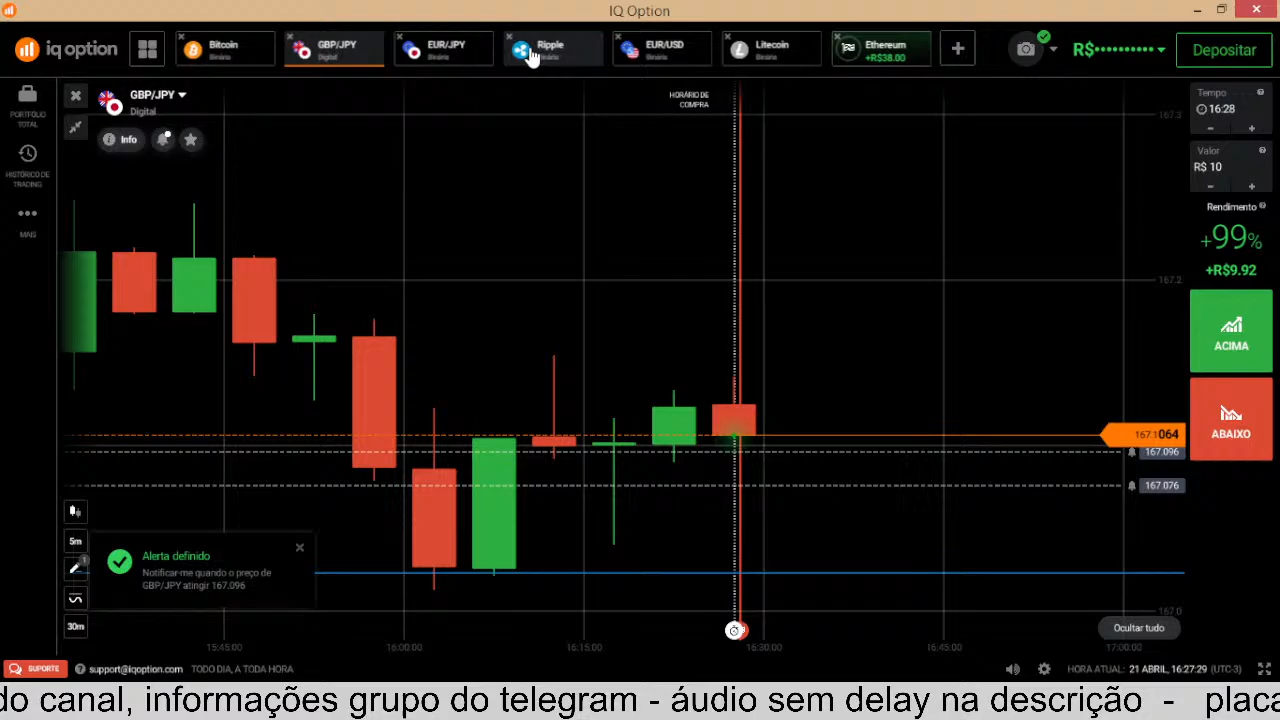 IQ Option
iq option
Bitcoin
Binária
GBP/JPY
Digital
EUR/JPY
Binária
Ripple
Binária
EUR/USD
Binária
Litecoin
Binária
Ethereum
+R$38.00
R$••••••••••
Depositar
PORTFÓLIO
TOTAL
HISTÓRICO DE
TRADING
MAIS
GBP/JPY
Digital
Info
HORÁRIO DE
COMPRA
167.3
167.2
167.1064
167.096
167.076
167.0
Tempo
16:28
Valor
R$ 10
Rendimento
+99%
+R$9.92
ACIMA
ABAIXO
5m
1
30m
Alerta definido
Notificar-me quando o preço de
GBP/JPY atingir 167.096
Ocultar tudo
15:45:00
16:00:00
16:15:00
16:30:00
16:45:00
17:00:00
SUPORTE
support@iqoption.com
TODO DIA, A TODA HORA
HORA ATUAL: 21 ABRIL, 16:27:29 (UTC-3)
do canal, informações grupo do telegram - áudio sem delay na descrição - placa